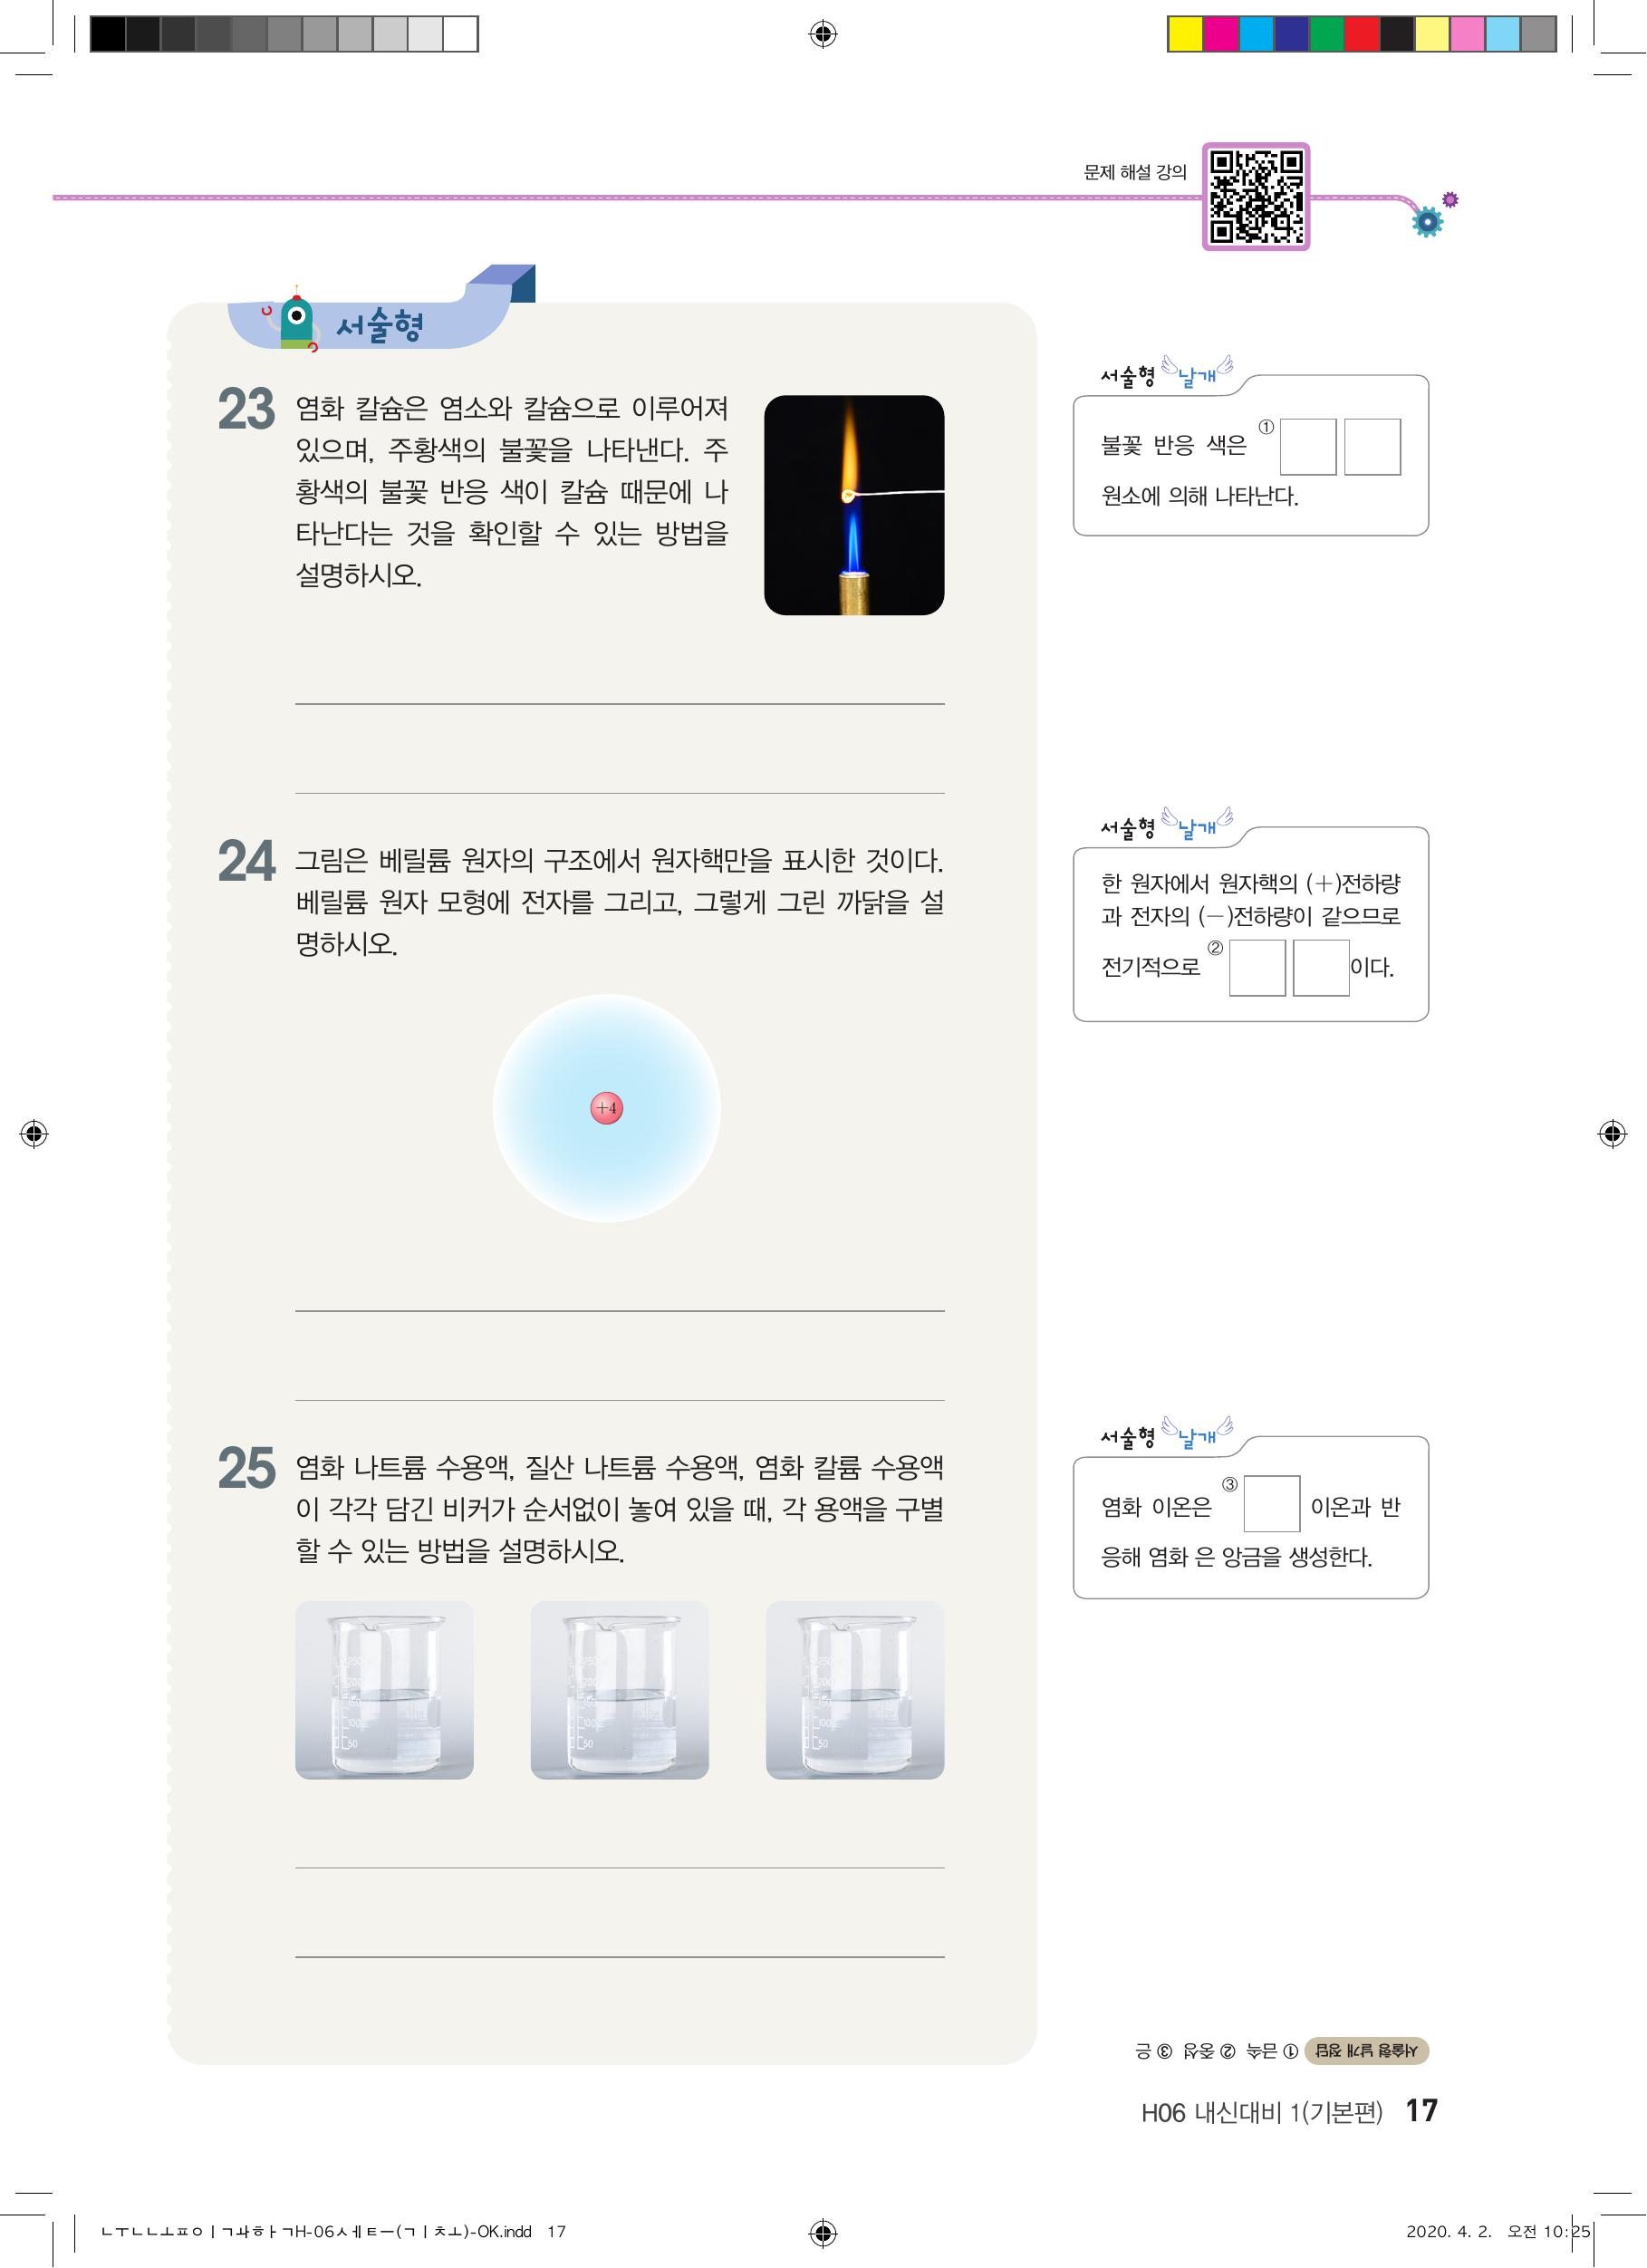 문제 해설 강의
서술형
23 염화 칼슘은 염소와 칼슘으로 이루어져
있으며, 주황색의 불꽃을 나타낸다. 주
황색의 불꽃 반응 색이 칼슘 때문에 나
타난다는 것을 확인할 수 있는 방법을
설명하시오.
서술형 날개
불꽃 반응 색은 ①
원소에 의해 나타난다.
24 그림은 베릴륨 원자의 구조에서 원자핵만을 표시한 것이다.
베릴륨 원자 모형에 전자를 그리고, 그렇게 그린 까닭을 설
명하시오.
+4
서술형 날개
한 원자에서 원자핵의 (+)전하량
과 전자의 (-)전하량이 같으므로
전기적으로 ② 이다.
25 염화 나트륨 수용액, 질산 나트륨 수용액, 염화 칼륨 수용액
이 각각 담긴 비커가 순서없이 놓여 있을 때, 각 용액을 구별
할 수 있는 방법을 설명하시오.
서술형 날개
염화 이온은 ③ 이온과 반
응해 염화 은 앙금을 생성한다.
서술형 날개 정답 ① 금속 ② 중성 ③ 은
H06 내신대비 1(기본편) 17
ㄴㅜㄴㄴㅗㅍㅇㅣㄱㅘㅎㅏㄱH-06ㅅㅔㅌㅡ(ㄱㅣㅊㅗ)-OK.indd 17
2020. 4. 2. 오전 10:25